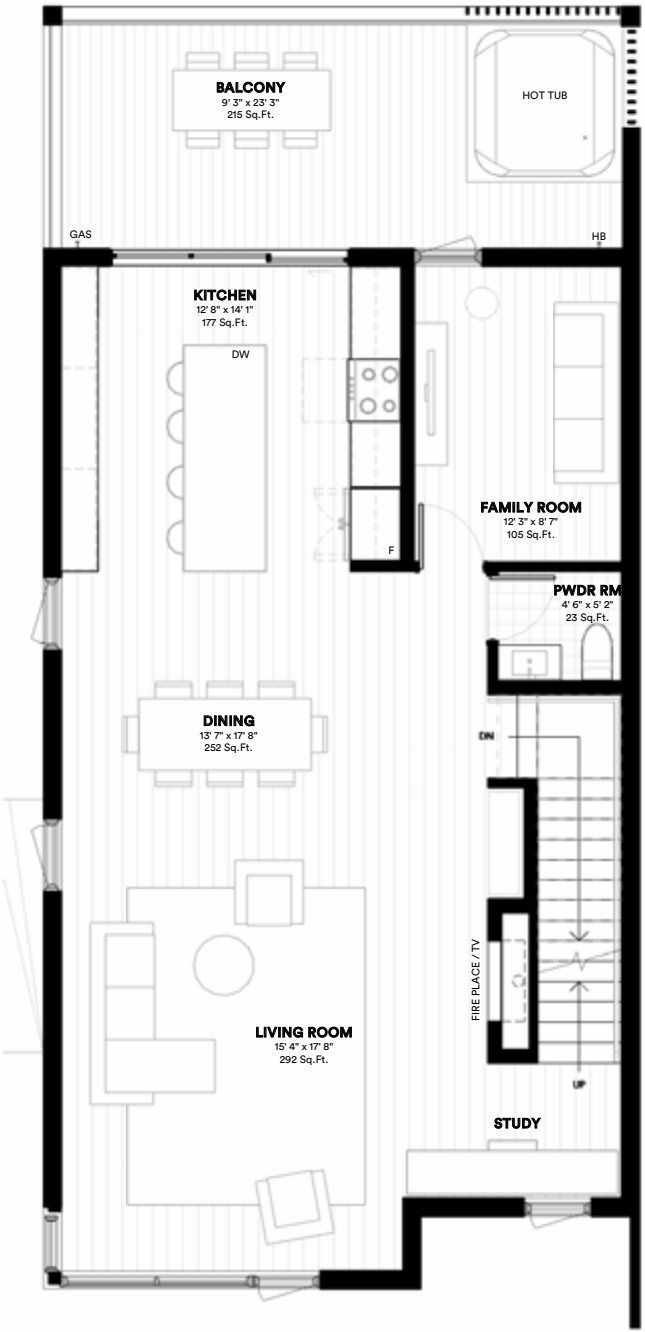 BALCONY
9' 3" x 23' 3"
215 Sq.Ft.
HOT TUB
GAS
HB
KITCHEN
12' 8" x 14' 1"
177 Sq.Ft.
DW
F
FAMILY ROOM
12' 3" x 8' 7"
105 Sq.Ft.
PWDR RM
4' 6" x 5' 2"
23 Sq.Ft.
DINING
13' 7" x 17' 8"
252 Sq.Ft.
DN
FIRE PLACE / TV
LIVING ROOM
15' 4" x 17' 8"
292 Sq.Ft.
UP
STUDY